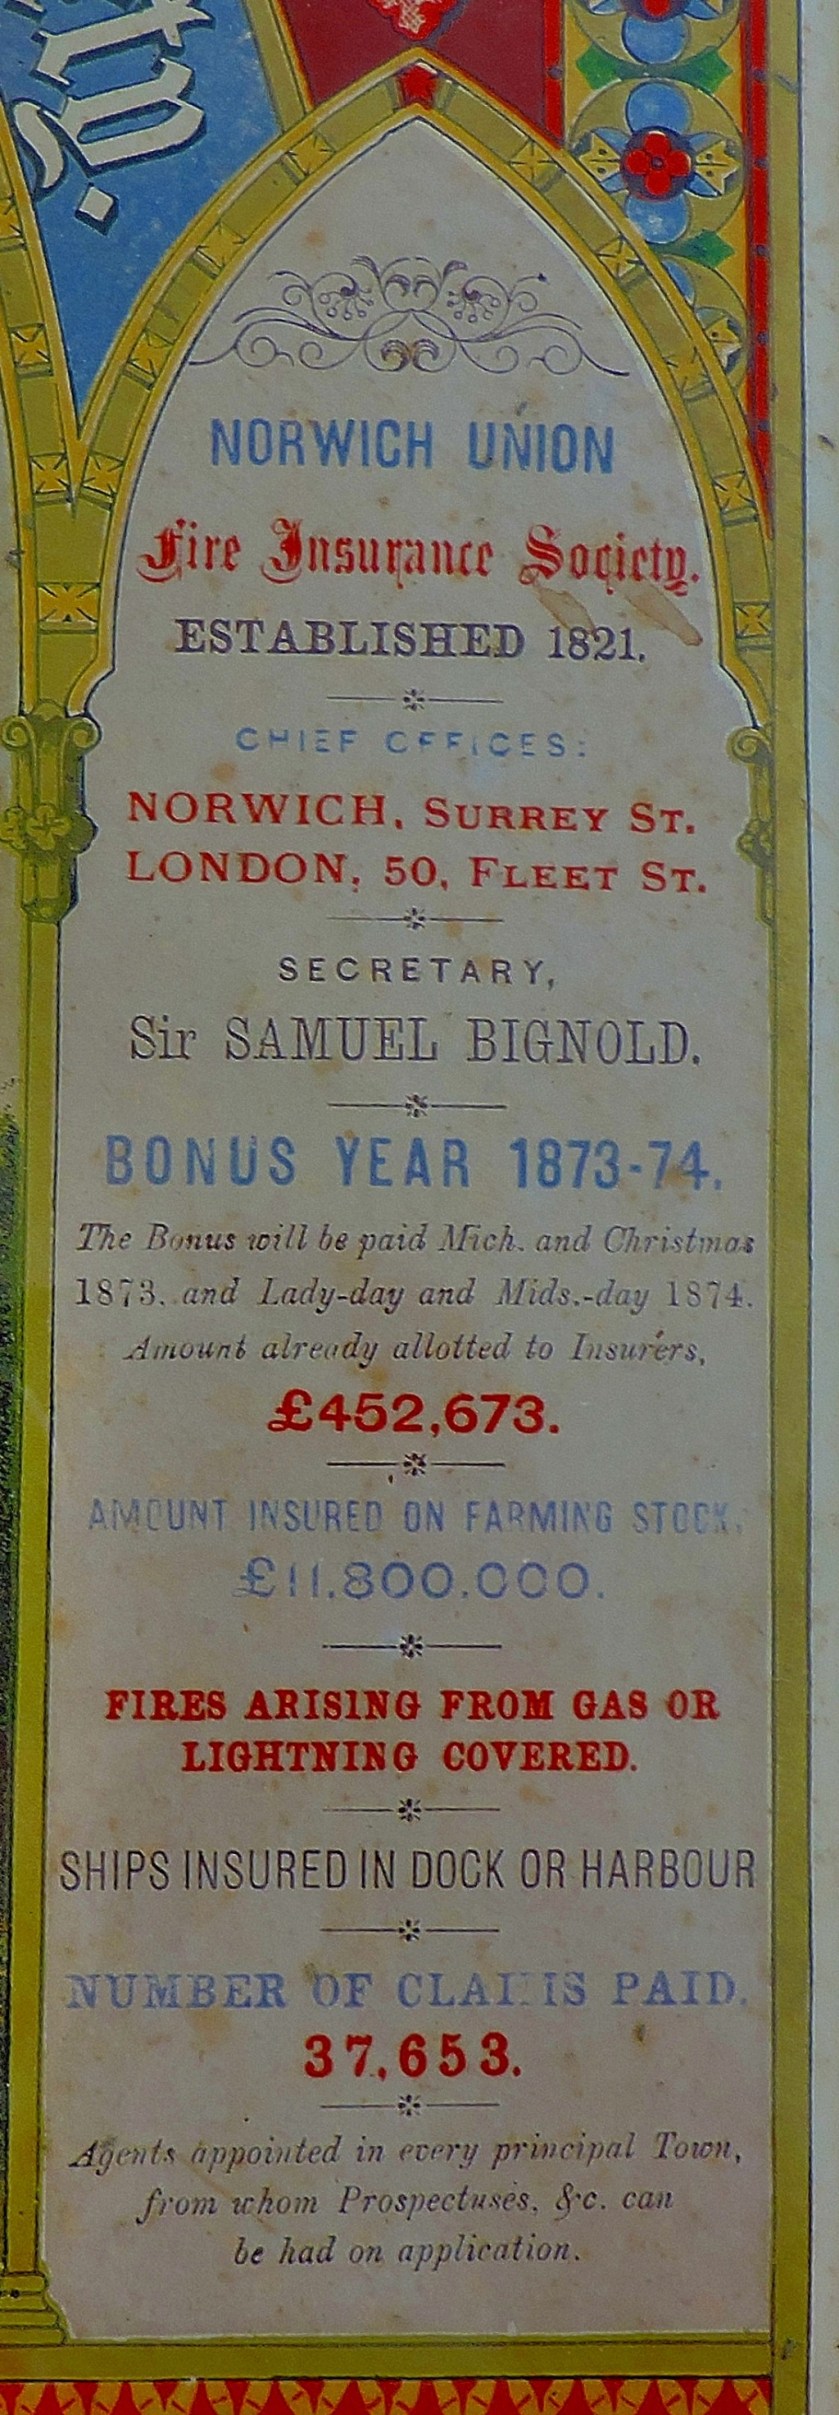 NORWICH UNION
Fire Insurance Society.
ESTABLISHED 1821.
CHIEF OFFICES:
NORWICH, SURREY ST.
LONDON, 50, FLEET ST.
SECRETARY,
Sir SAMUEL BIGNOLD.
BONUS YEAR 1873-74.
The Bonus will be paid Mich. and Christmas
1873, and Lady-day and Mids.-day 1874.
Amount already allotted to Insurers,
£452,673.
AMOUNT INSURED ON FARMING STOCK,
£11,800,000.
FIRES ARISING FROM GAS OR
LIGHTNING COVERED.
SHIPS INSURED IN DOCK OR HARBOUR
NUMBER OF CLAIMS PAID.
37,653.
Agents appointed in every principal Town,
from whom Prospectuses, &c. can
be had on application.